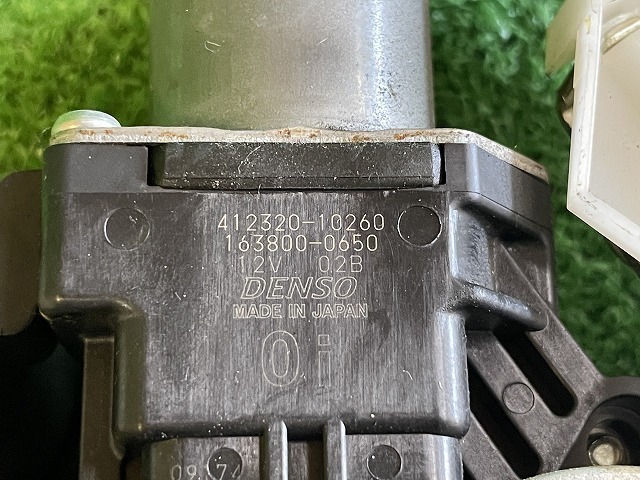 412320-10260
163800-0650
12V 02B
DENSO
MADE IN JAPAN
0i